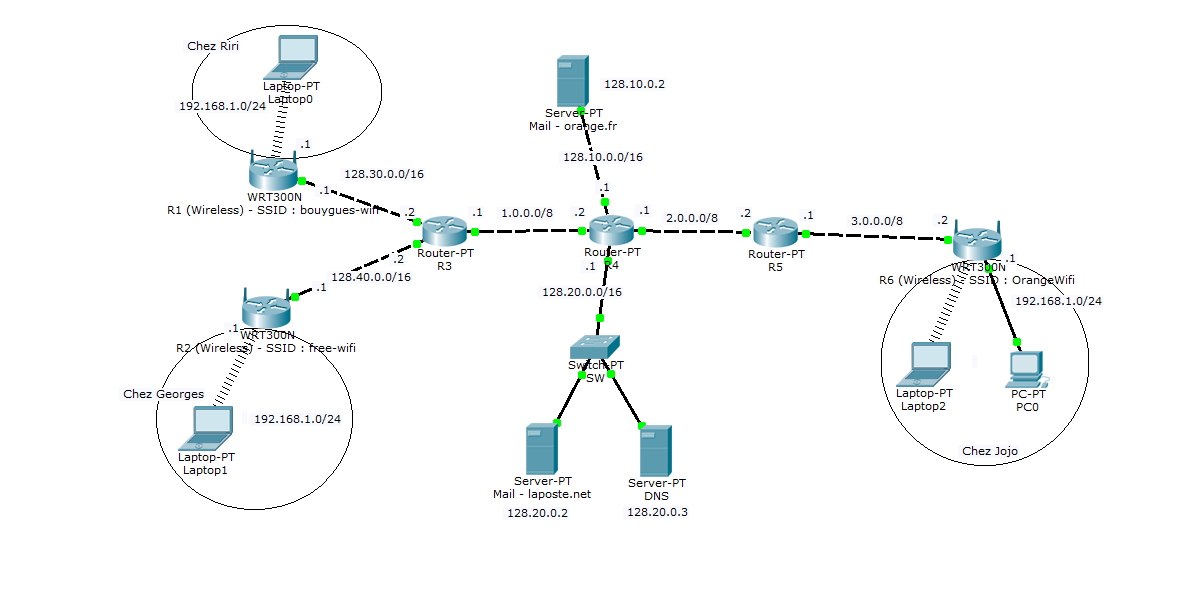 Chez Riri
Laptop-PT
Laptop0
192.168.1.0/24
.1
WRT300N
R1 (Wireless) - SSID : bouygues-wifi
.1
128.30.0.0/16
.2
Router-PT
R3
.1
1.0.0.0/8
.2
128.40.0.0/16
.2
.1
.1
WRT300N
R2 (Wireless) - SSID : free-wifi
Chez Georges
192.168.1.0/24
Laptop-PT
Laptop1
128.10.0.2
Server-PT
Mail - orange.fr
128.10.0.0/16
.1
.1
Router-PT
R4
.1
2.0.0.0/8
.2
128.20.0.0/16
Switch-PT
SW
Server-PT
Mail - laposte.net
128.20.0.2
Server-PT
DNS
128.20.0.3
.1
Router-PT
R5
3.0.0.0/8
.2
WRT300N
R6 (Wireless) - SSID : OrangeWifi
.1
192.168.1.0/24
Laptop-PT
Laptop2
PC-PT
PC0
Chez Jojo